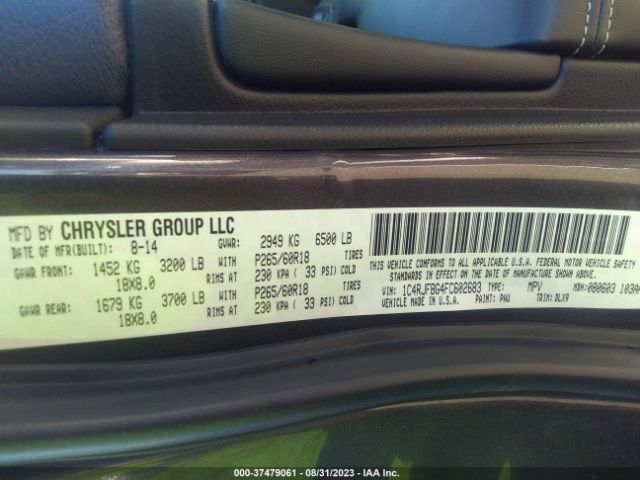 MFD BY CHRYSLER GROUP LLC
DATE OF MFR(BUILT): 8-14 GVWR: 2949 KG 6500 LB
GAWR FRONT: 1452 KG 3200 LB WITH P265/60R18 TIRES
18X8.0 RIMS AT 230 KPA ( 33 PSI) COLD
GAWR REAR: 1679 KG 3700 LB WITH P265/60R18 TIRES
18X8.0 RIMS AT 230 KPA ( 33 PSI) COLD
THIS VEHICLE CONFORMS TO ALL APPLICABLE U.S.A. FEDERAL MOTOR VEHICLE
STANDARDS IN EFFECT ON THE DATE OF MANUFACTURE SHOWN ABOVE.
VIN: 1C4RJFBG4FC602683 TYPE: MPV MDH: 080603 1034
MADE IN U.S.A. PAINT: PAU TRIM: DLX9
000-37479061 - 08/31/2023 - IAA Inc.